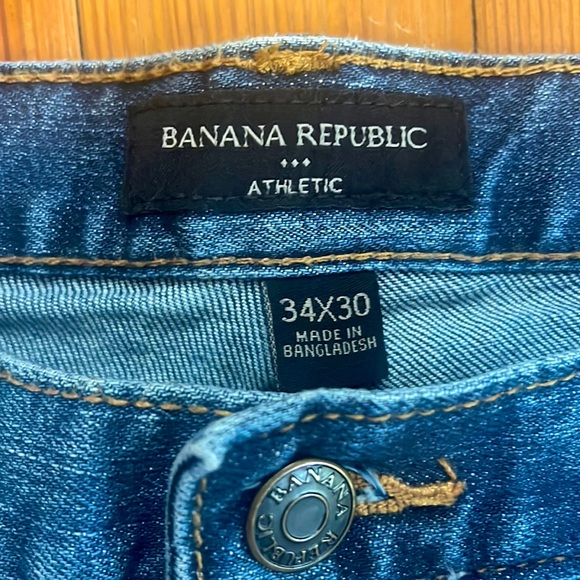 BANANA REPUBLIC
ATHLETIC
34X30
MADE IN
BANGLADESH
BANANA REPUBLIC